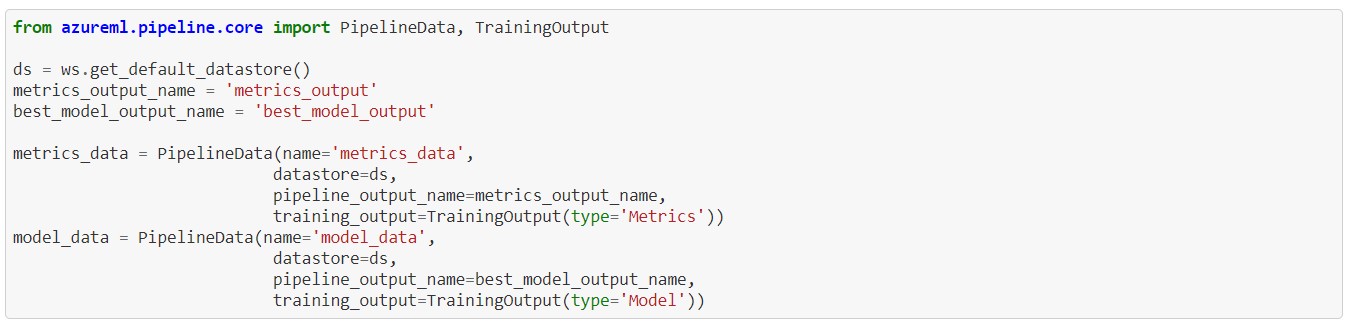 from azureml.pipeline.core import PipelineData, TrainingOutput

ds = ws.get_default_datastore()
metrics_output_name = 'metrics_output'
best_model_output_name = 'best_model_output'

metrics_data = PipelineData(name='metrics_data',
                           datastore=ds,
                           pipeline_output_name=metrics_output_name,
                           training_output=TrainingOutput(type='Metrics'))
model_data = PipelineData(name='model_data',
                           datastore=ds,
                           pipeline_output_name=best_model_output_name,
                           training_output=TrainingOutput(type='Model'))